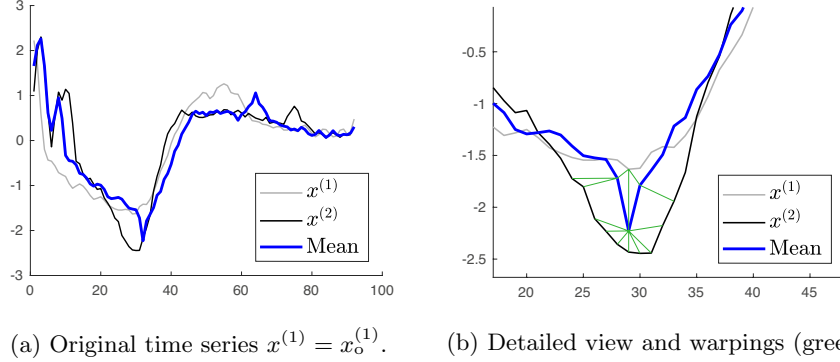 3
2
1
0
-1
-2
-3
0 20 40 60 80 100
x^(1)
x^(2)
Mean
(a) Original time series x^(1) = x_o^(1).
-0.5
-1
-1.5
-2
-2.5
20 25 30 35 40 45
x^(1)
x^(2)
Mean
(b) Detailed view and warpings (gree